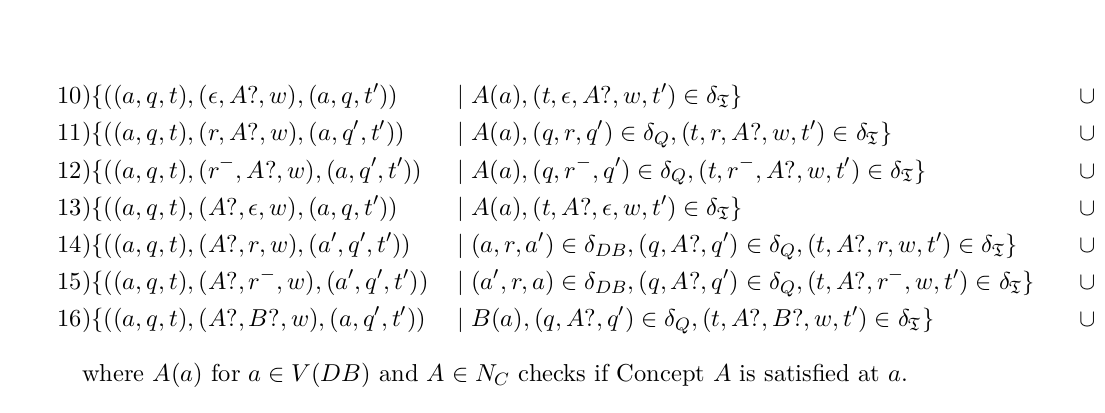 10){((a, q, t), (ϵ, A?, w), (a, q, t′)) | A(a), (t, ϵ, A?, w, t′) ∈ δ_𝔗} ∪
11){((a, q, t), (r, A?, w), (a, q′, t′)) | A(a), (q, r, q′) ∈ δ_Q, (t, r, A?, w, t′) ∈ δ_𝔗} ∪
12){((a, q, t), (r⁻, A?, w), (a, q′, t′)) | A(a), (q, r⁻, q′) ∈ δ_Q, (t, r⁻, A?, w, t′) ∈ δ_𝔗} ∪
13){((a, q, t), (A?, ϵ, w), (a, q, t′)) | A(a), (t, A?, ϵ, w, t′) ∈ δ_𝔗} ∪
14){((a, q, t), (A?, r, w), (a′, q′, t′)) | (a, r, a′) ∈ δ_DB, (q, A?, q′) ∈ δ_Q, (t, A?, r, w, t′) ∈ δ_𝔗} ∪
15){((a, q, t), (A?, r⁻, w), (a′, q′, t′)) | (a′, r, a) ∈ δ_DB, (q, A?, q′) ∈ δ_Q, (t, A?, r⁻, w, t′) ∈ δ_𝔗} ∪
16){((a, q, t), (A?, B?, w), (a, q′, t′)) | B(a), (q, A?, q′) ∈ δ_Q, (t, A?, B?, w, t′) ∈ δ_𝔗} ∪
where A(a) for a ∈ V(DB) and A ∈ N_C checks if Concept A is satisfied at a.